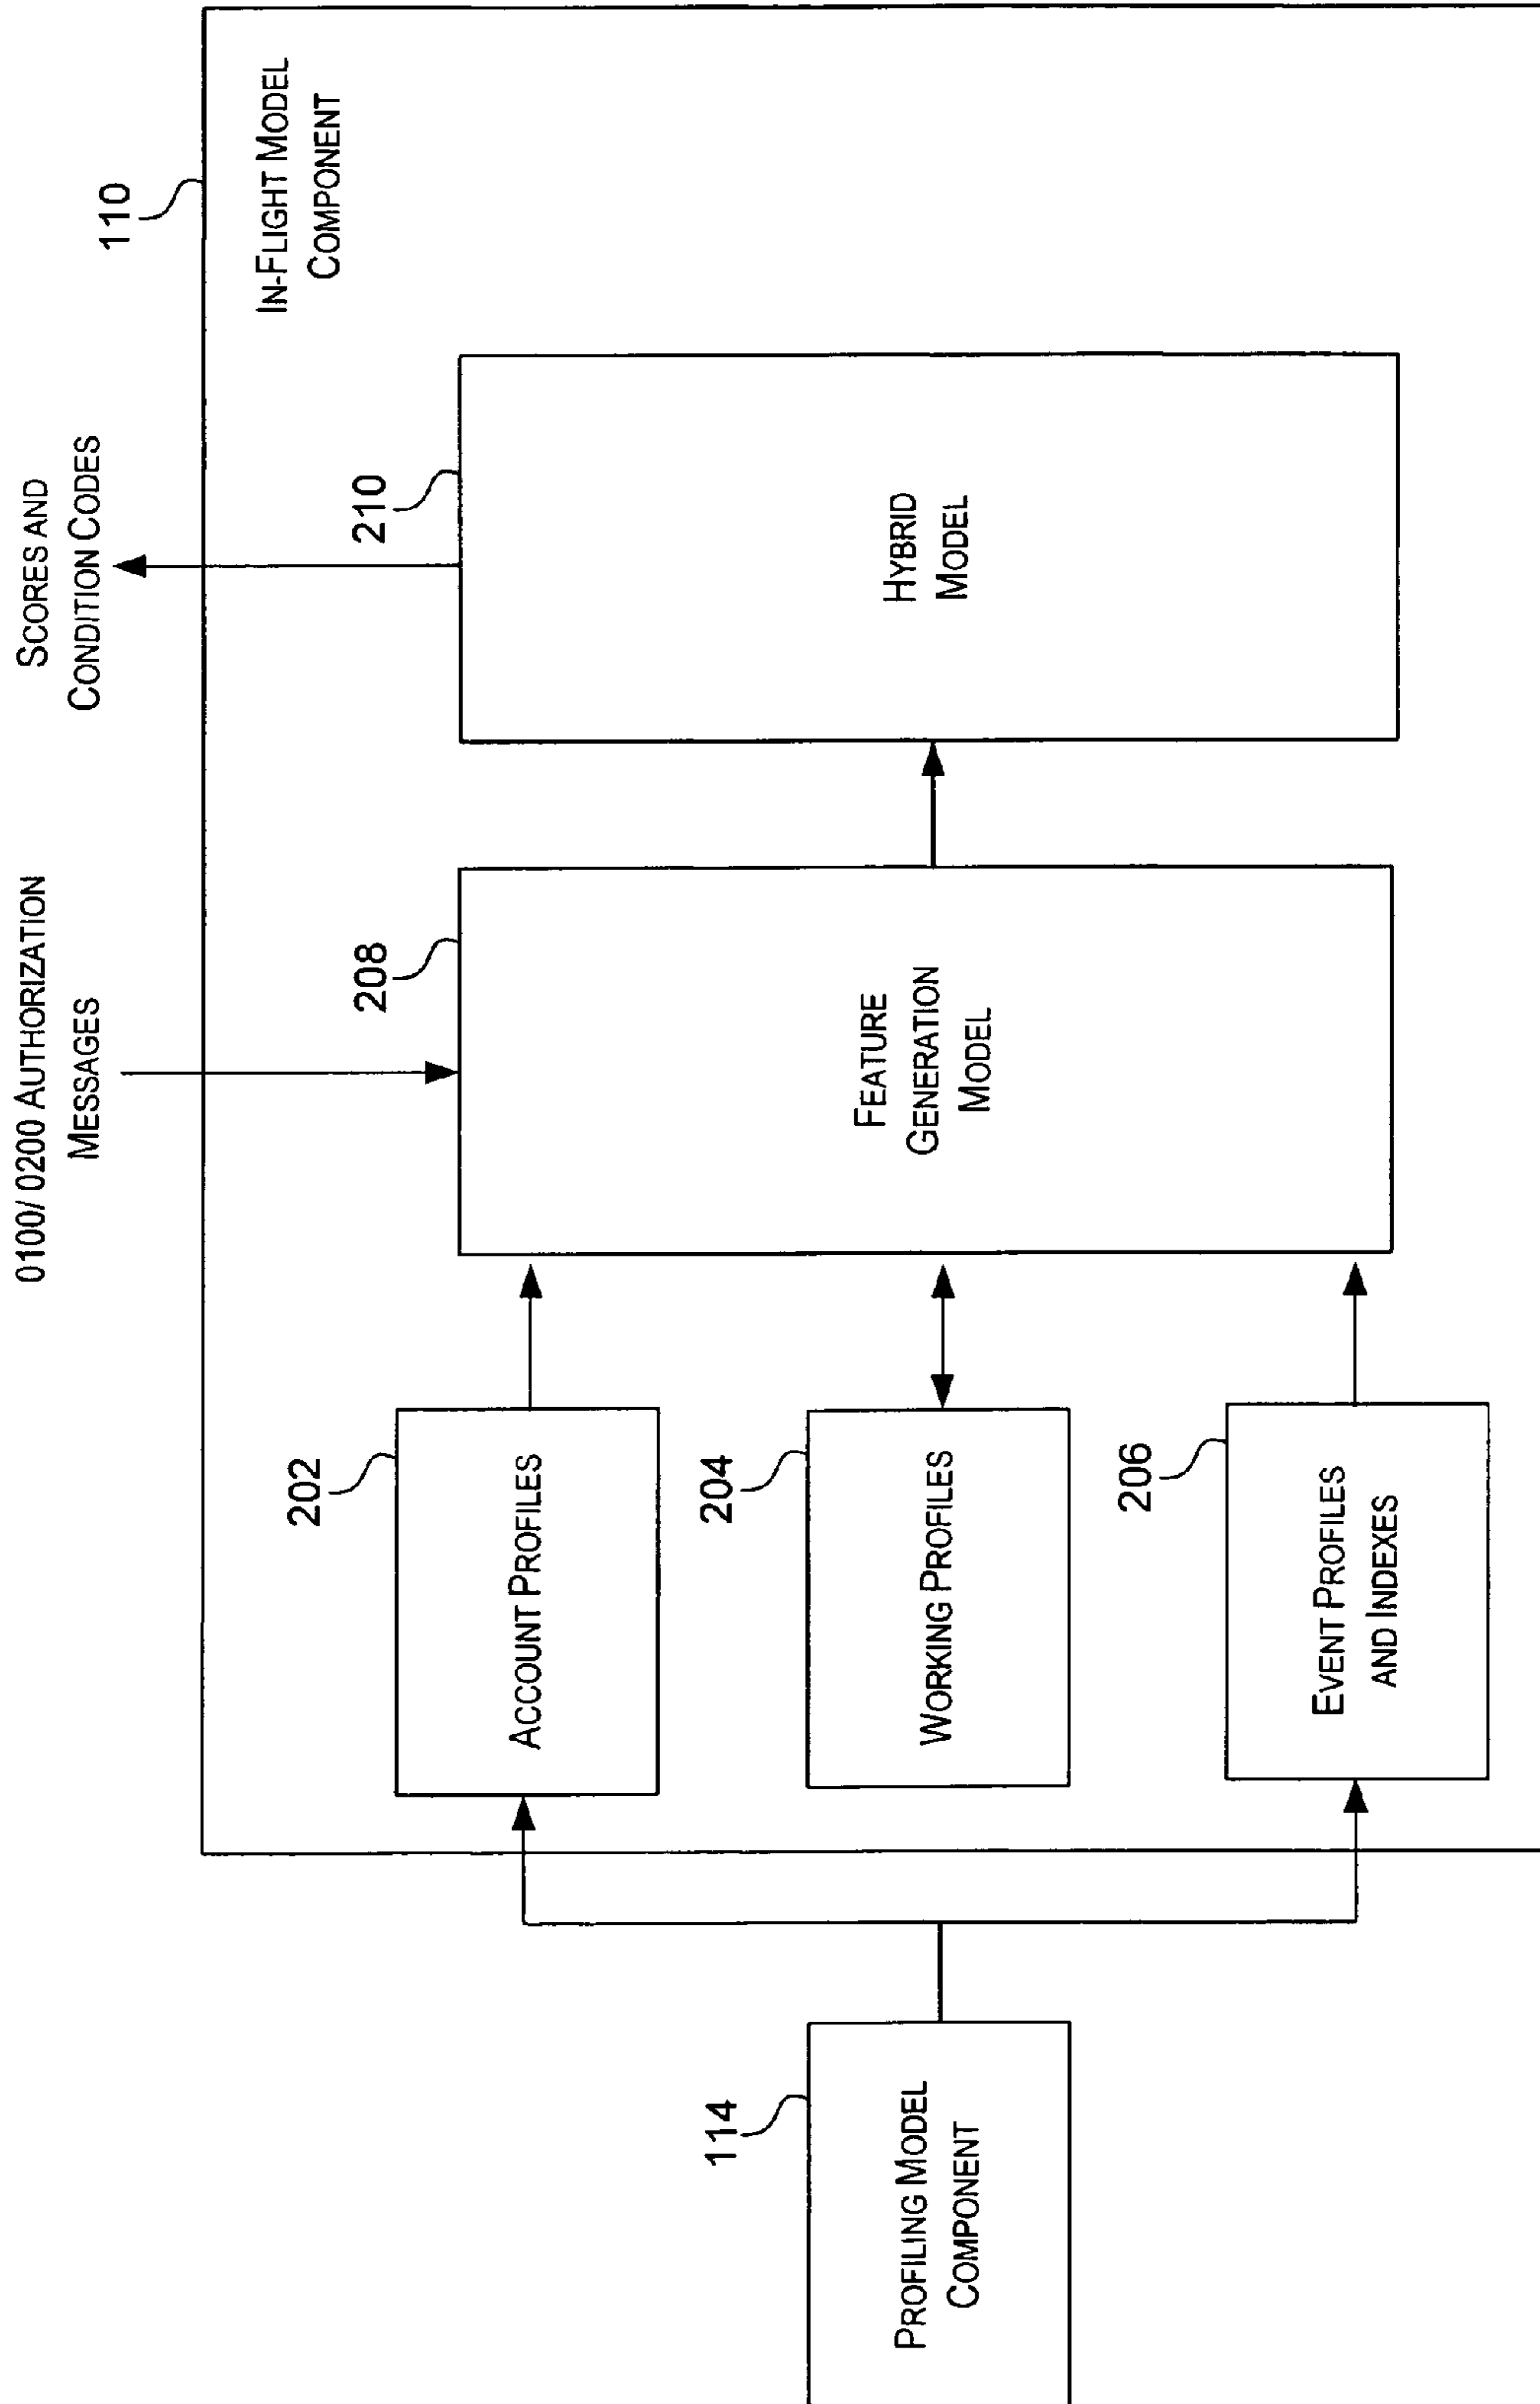 0100/ 0200 AUTHORIZATION
MESSAGES
SCORES AND
CONDITION CODES
110
IN-FLIGHT MODEL
COMPONENT
202
ACCOUNT PROFILES
208
FEATURE
GENERATION
MODEL
210
HYBRID
MODEL
114
PROFILING MODEL
COMPONENT
204
WORKING PROFILES
206
EVENT PROFILES
AND INDEXES